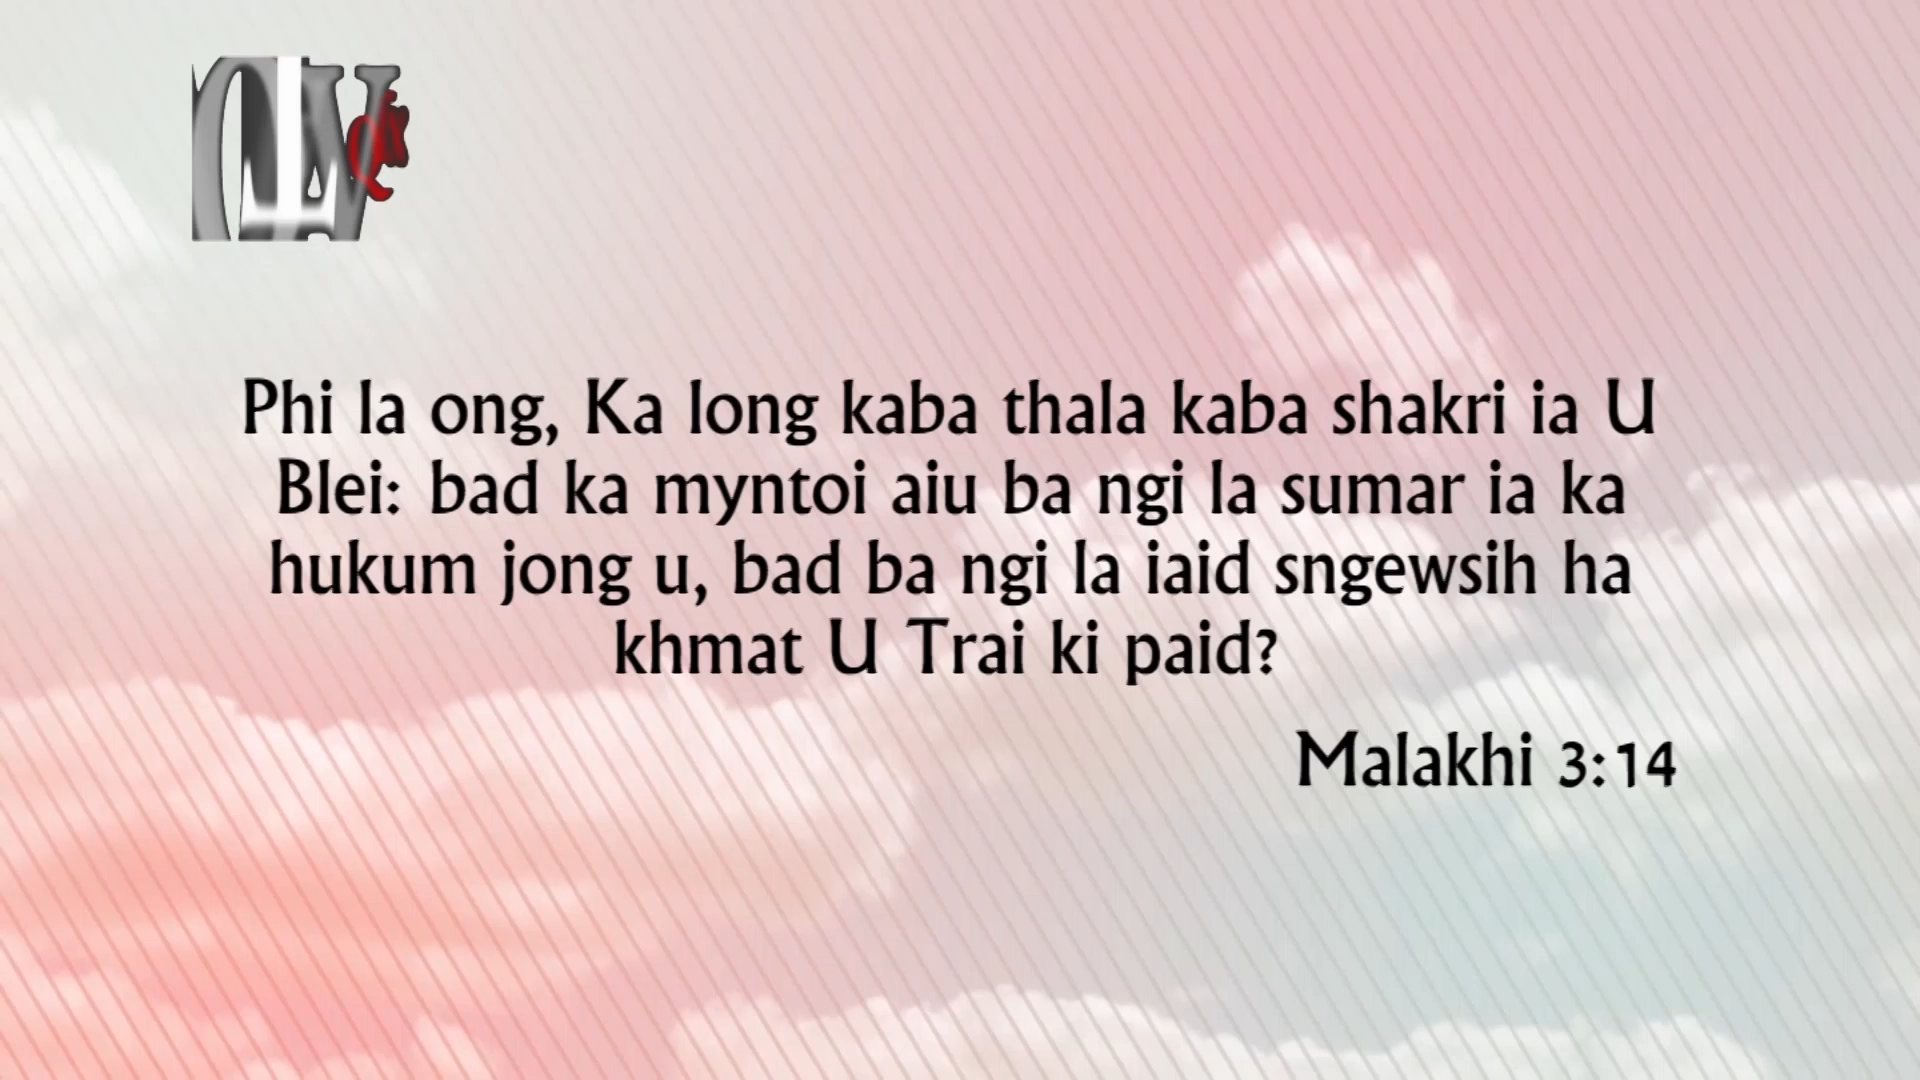 Phi la ong, Ka long kaba thala kaba shakri ia U
Blei: bad ka myntoi aiu ba ngi la sumar ia ka
hukum jong u, bad ba ngi la iaid sngewsih ha
khmat U Trai ki paid?
Malakhi 3:14